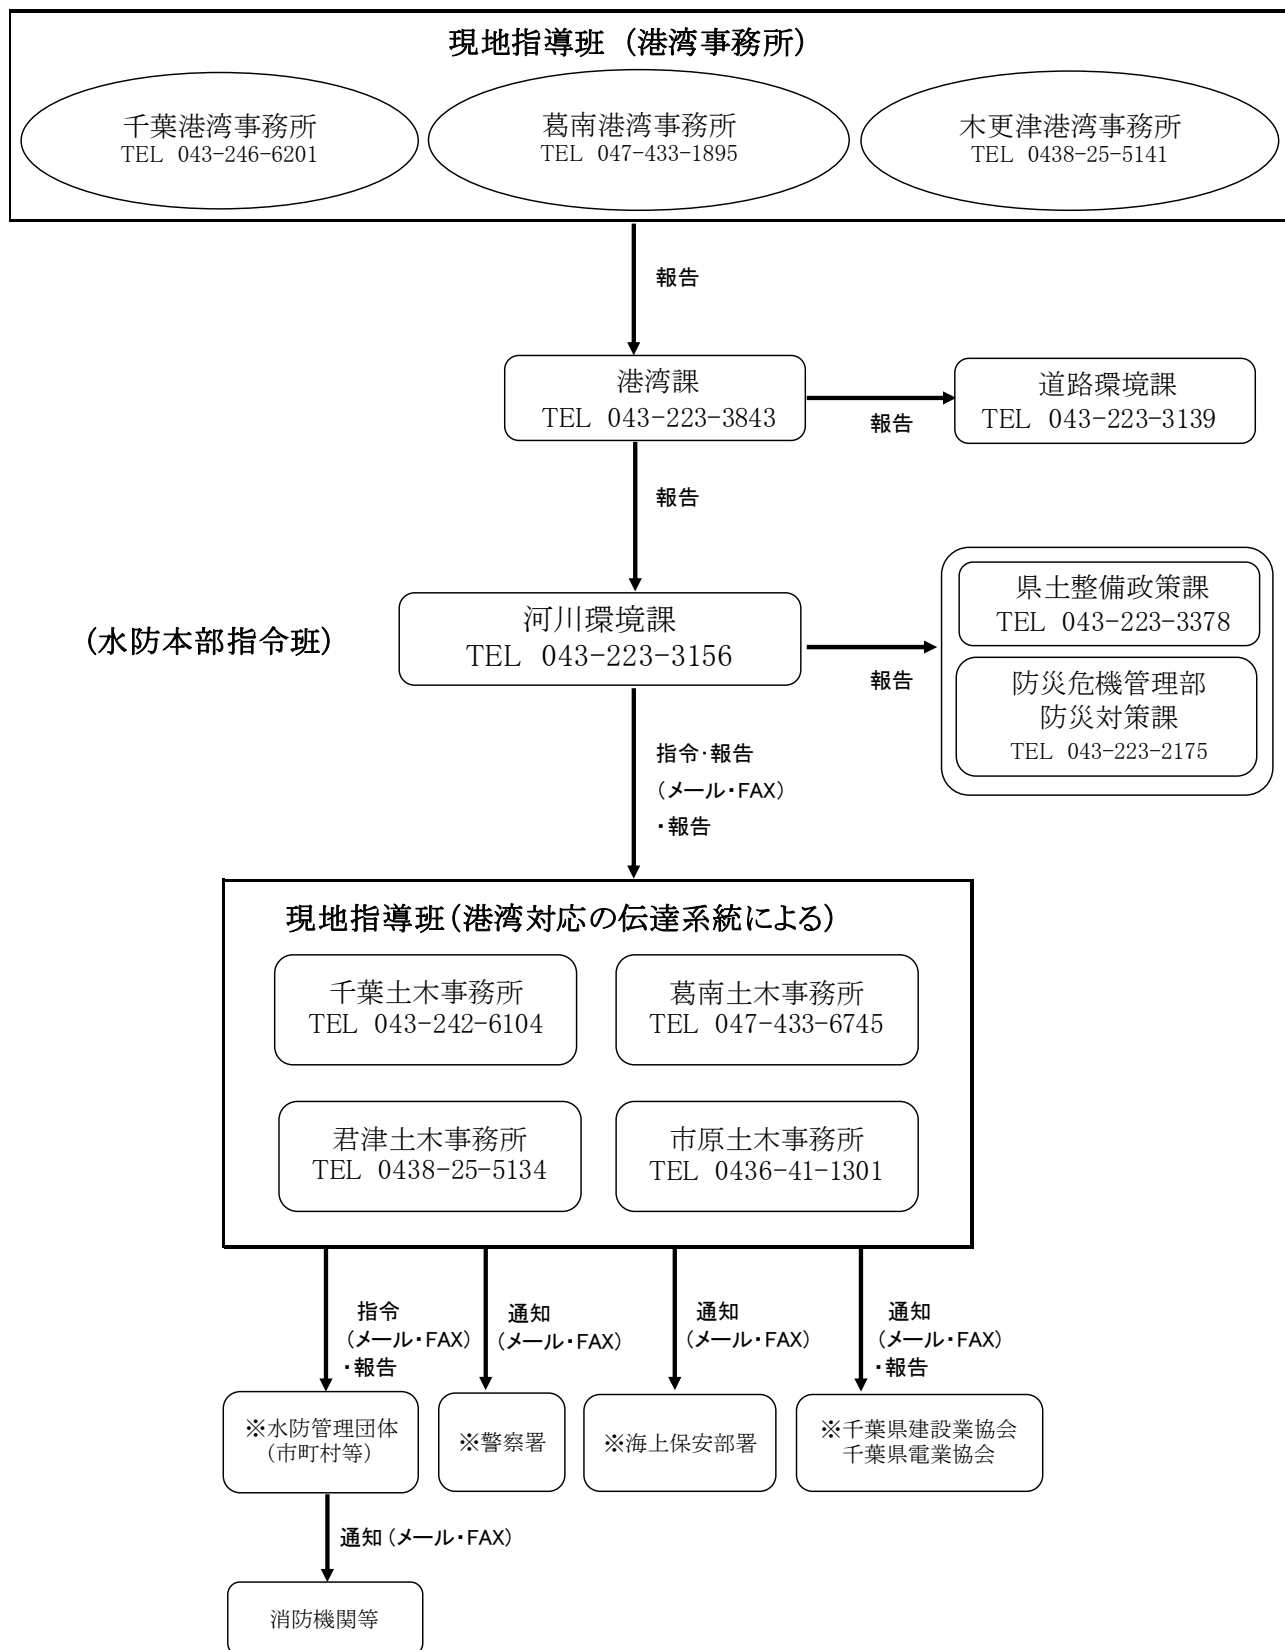 現地指導班 (港湾事務所)
千葉港湾事務所
TEL 043-246-6201
葛南港湾事務所
TEL 047-433-1895
木更津港湾事務所
TEL 0438-25-5141
報告
港湾課
TEL 043-223-3843
報告
道路環境課
TEL 043-223-3139
報告
(水防本部指令班)
河川環境課
TEL 043-223-3156
報告
県土整備政策課
TEL 043-223-3378
防災危機管理部
防災対策課
TEL 043-223-2175
指令・報告
(メール・FAX)
・報告
現地指導班(港湾対応の伝達系統による)
千葉土木事務所
TEL 043-242-6104
葛南土木事務所
TEL 047-433-6745
君津土木事務所
TEL 0438-25-5134
市原土木事務所
TEL 0436-41-1301
指令
(メール・FAX)
・報告
通知
(メール・FAX)
通知
(メール・FAX)
通知
(メール・FAX)
・報告
※水防管理団体
(市町村等)
※警察署
※海上保安部署
※千葉県建設業協会
千葉県電業協会
通知(メール・FAX)
消防機関等